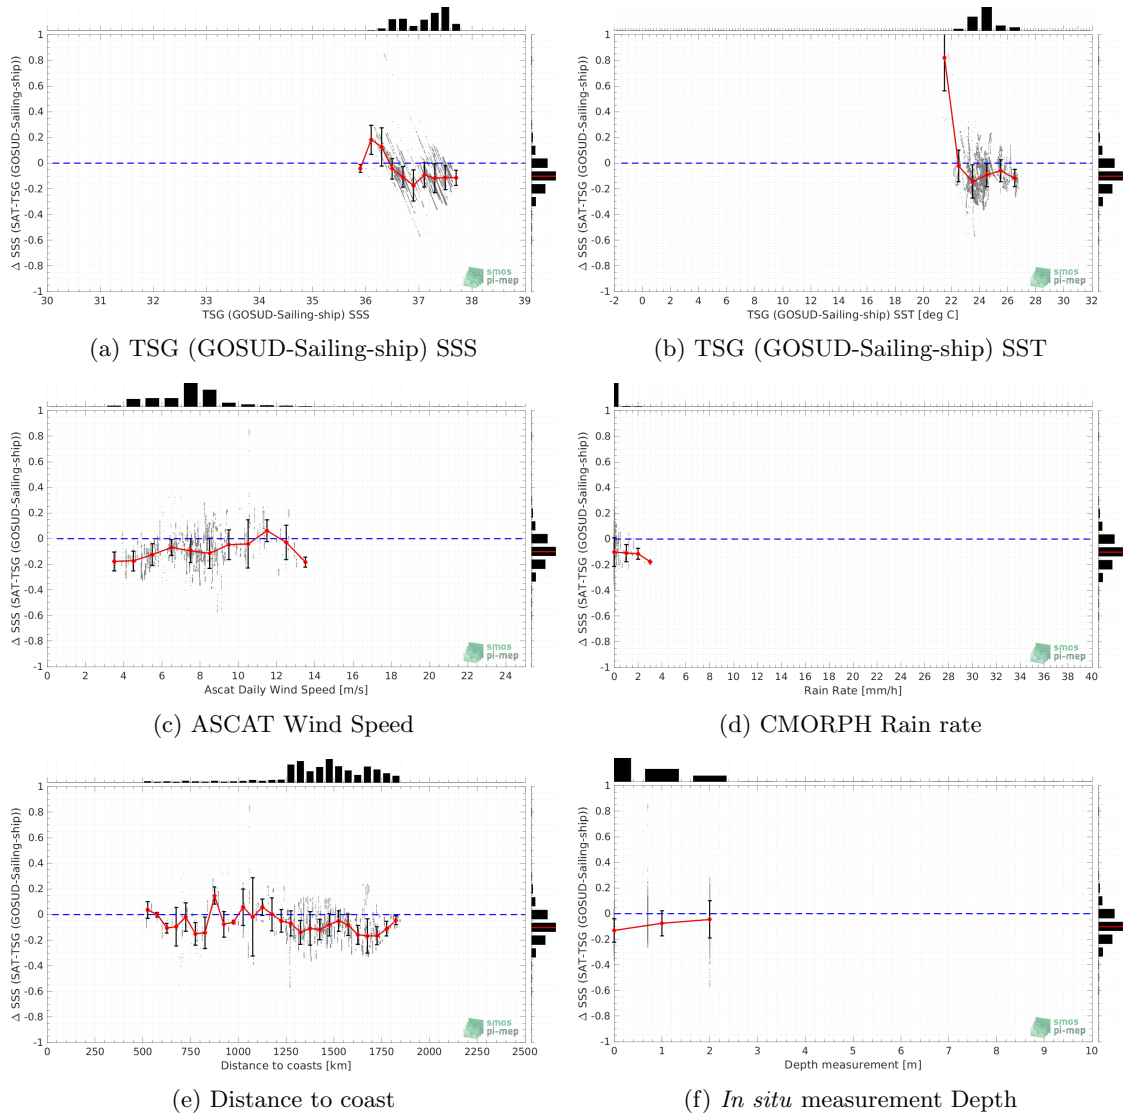 1
0.8
0.6
0.4
0.2
0
-0.2
-0.4
-0.6
-0.8
-1
Δ SSS (SAT-TSG (GOSUD-Sailing-ship))
30 31 32 33 34 35 36 37 38 39
TSG (GOSUD-Sailing-ship) SSS
smos
pi-mep
(a) TSG (GOSUD-Sailing-ship) SSS
1
0.8
0.6
0.4
0.2
0
-0.2
-0.4
-0.6
-0.8
-1
Δ SSS (SAT-TSG (GOSUD-Sailing-ship))
-2 0 2 4 6 8 10 12 14 16 18 20 22 24 26 28 30 32
TSG (GOSUD-Sailing-ship) SST [deg C]
smos
pi-mep
(b) TSG (GOSUD-Sailing-ship) SST
1
0.8
0.6
0.4
0.2
0
-0.2
-0.4
-0.6
-0.8
-1
Δ SSS (SAT-TSG (GOSUD-Sailing-ship))
0 2 4 6 8 10 12 14 16 18 20 22 24
Ascat Daily Wind Speed [m/s]
smos
pi-mep
(c) ASCAT Wind Speed
1
0.8
0.6
0.4
0.2
0
-0.2
-0.4
-0.6
-0.8
-1
Δ SSS (SAT-TSG (GOSUD-Sailing-ship))
0 2 4 6 8 10 12 14 16 18 20 22 24 26 28 30 32 34 36 38 40
Rain Rate [mm/h]
smos
pi-mep
(d) CMORPH Rain rate
1
0.8
0.6
0.4
0.2
0
-0.2
-0.4
-0.6
-0.8
-1
Δ SSS (SAT-TSG (GOSUD-Sailing-ship))
0 250 500 750 1000 1250 1500 1750 2000 2250 2500
Distance to coasts [km]
smos
pi-mep
(e) Distance to coast
1
0.8
0.6
0.4
0.2
0
-0.2
-0.4
-0.6
-0.8
-1
Δ SSS (SAT-TSG (GOSUD-Sailing-ship))
0 1 2 3 4 5 6 7 8 9 10
Depth measurement [m]
smos
pi-mep
(f) In situ measurement Depth